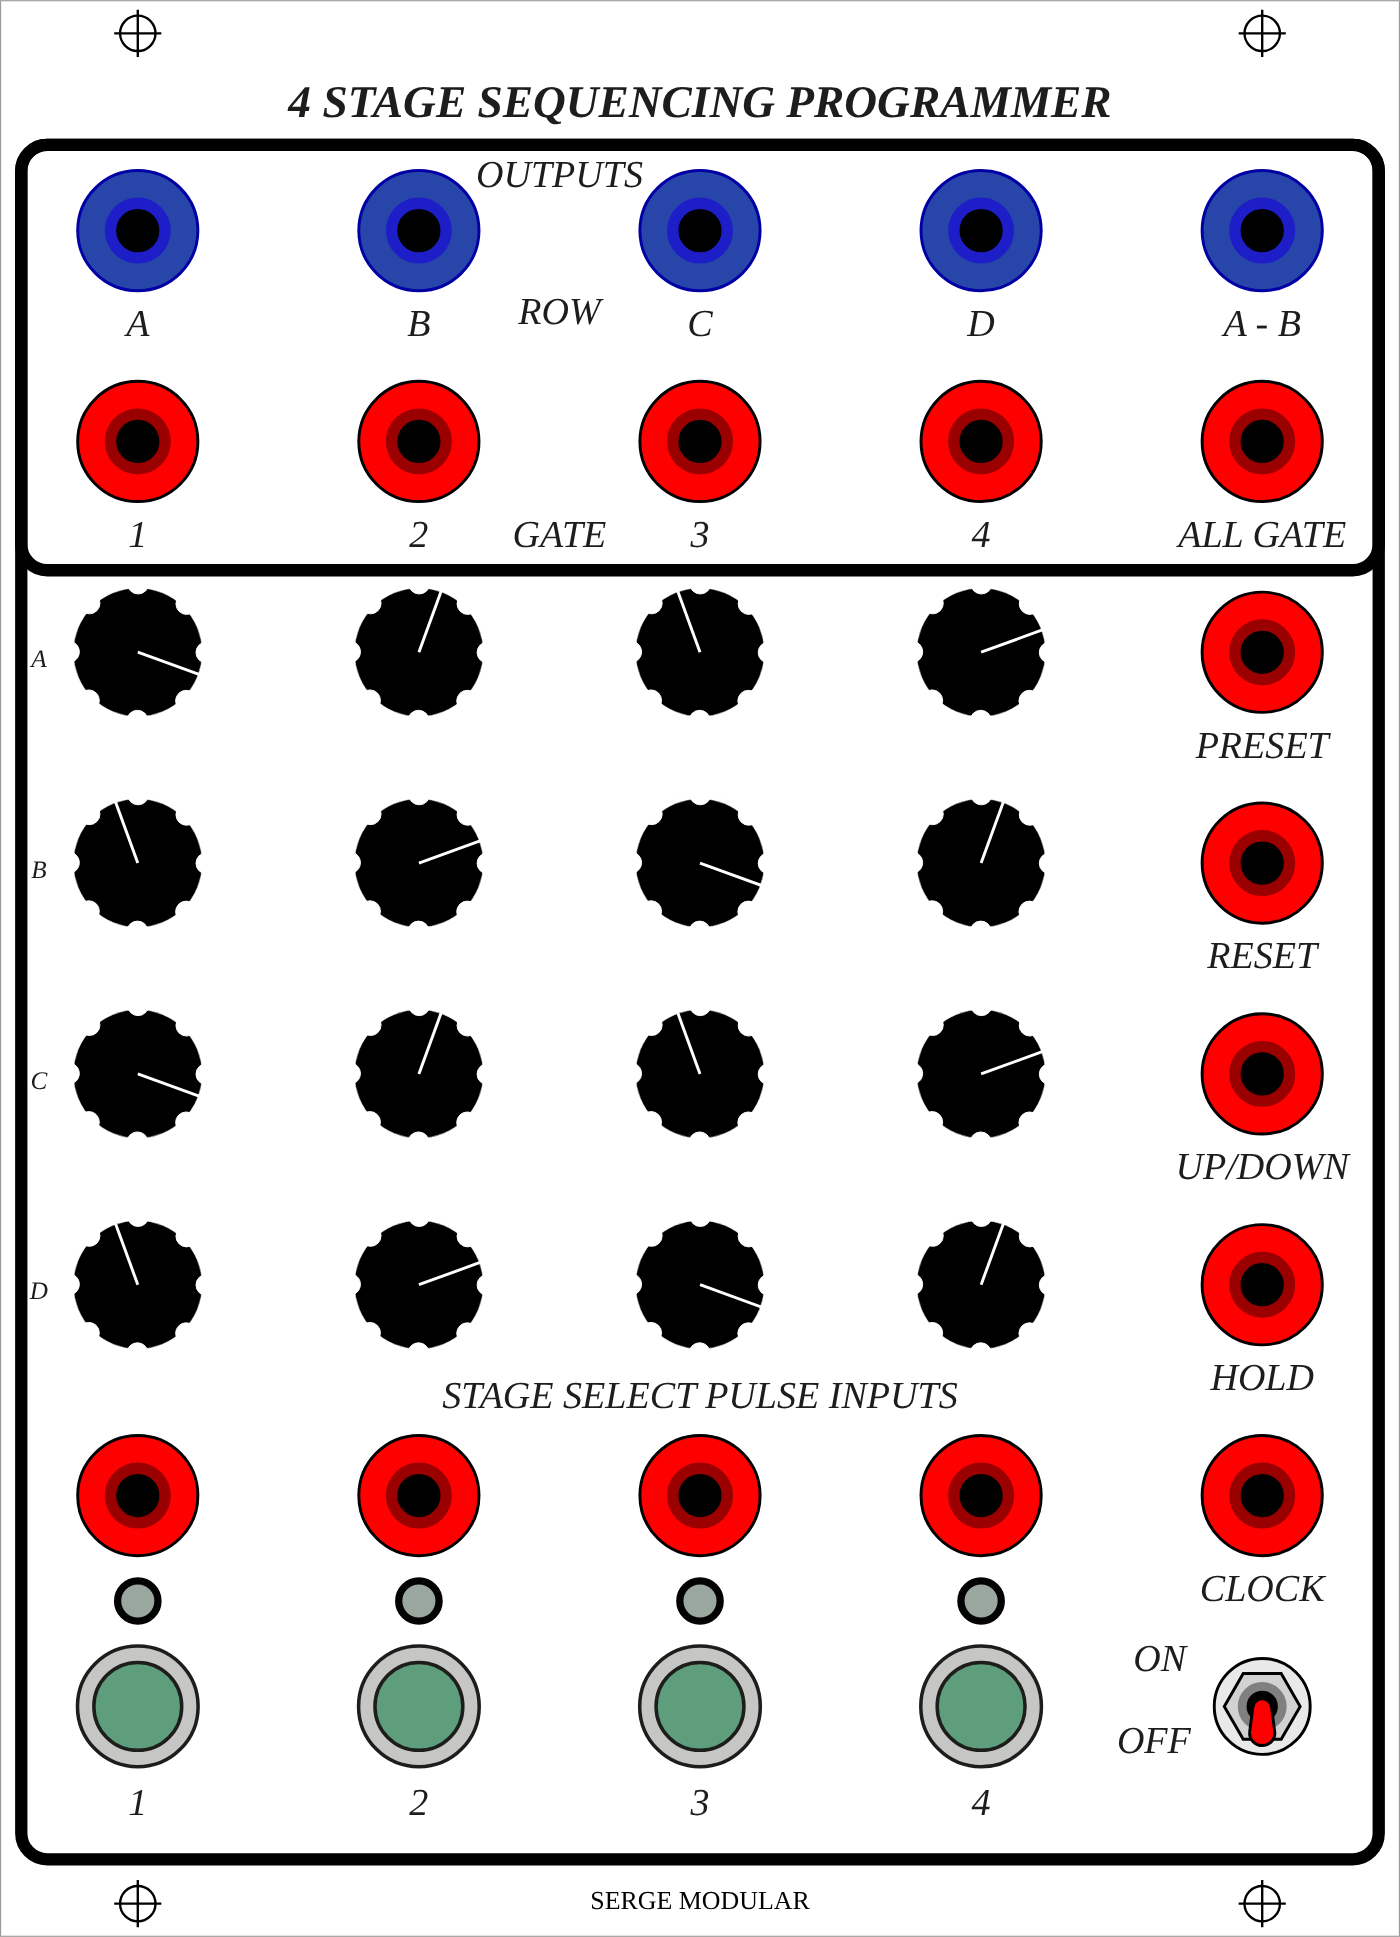 4 STAGE SEQUENCING PROGRAMMER
OUTPUTS
A B ROW C D A - B
1 2 GATE 3 4 ALL GATE
A
PRESET
B
RESET
C
UP/DOWN
D
HOLD
STAGE SELECT PULSE INPUTS
CLOCK
ON
OFF
1 2 3 4
SERGE MODULAR